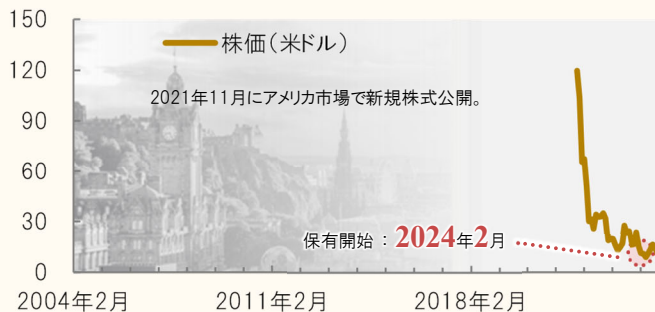 150
株価（米ドル）
120
2021年11月にアメリカ市場で新規株式公開。
90
60
30
保有開始 ： 2024年2月
0
2004年2月
2011年2月
2018年2月